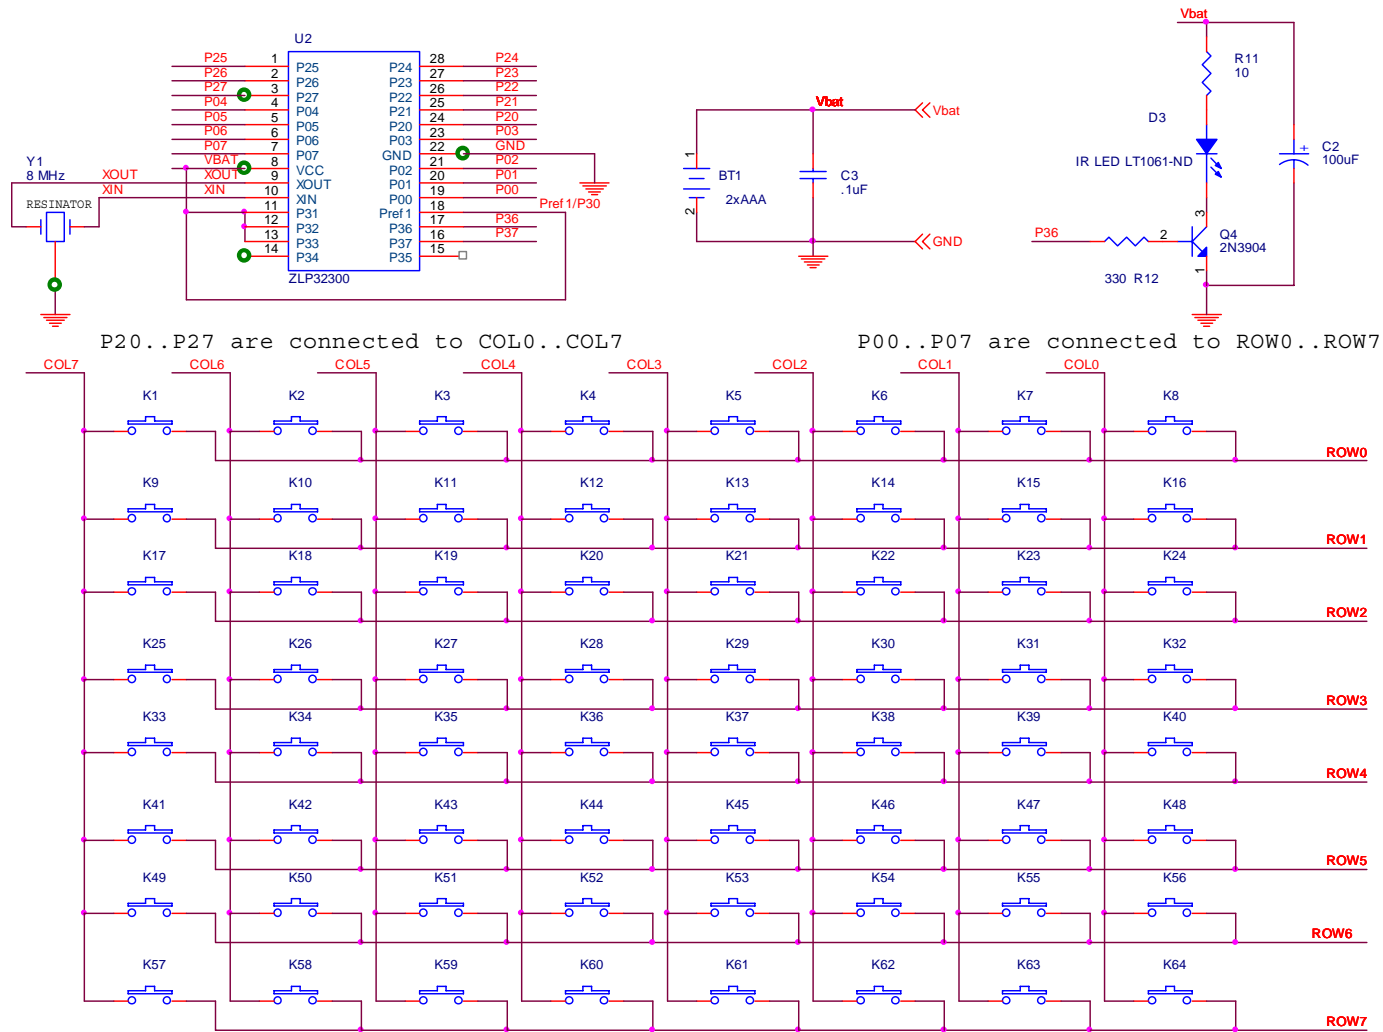 U2
P25 1 P25 P24 28 P24
P26 2 P26 P23 27 P23
P27 3 P27 P22 26 P22
P04 4 P04 P21 25 P21
P05 5 P05 P20 24 P20
P06 6 P06 P03 23 P03
P07 7 P07 GND 22 GND
VBAT 8 VCC P02 21 P02
XOUT XOUT 9 XOUT P01 20 P01
XIN XIN 10 XIN P00 19 P00
11 P31 Pref1 18 Pref1/P30
12 P32 P36 17 P36
13 P33 P37 16 P37
14 P34 P35 15
ZLP32300
Y1
8 MHz
RESINATOR
Vbat
Vbat
1
BT1
2xAAA
2
C3
.1uF
GND
Vbat
R11
10
D3
IR LED LT1061-ND
C2
100uF
+
P36
2
3
Q4
2N3904
1
330 R12
P20..P27 are connected to COL0..COL7
P00..P07 are connected to ROW0..ROW7
COL7 COL6 COL5 COL4 COL3 COL2 COL1 COL0
K1 K2 K3 K4 K5 K6 K7 K8
ROW0
K9 K10 K11 K12 K13 K14 K15 K16
ROW1
K17 K18 K19 K20 K21 K22 K23 K24
ROW2
K25 K26 K27 K28 K29 K30 K31 K32
ROW3
K33 K34 K35 K36 K37 K38 K39 K40
ROW4
K41 K42 K43 K44 K45 K46 K47 K48
ROW5
K49 K50 K51 K52 K53 K54 K55 K56
ROW6
K57 K58 K59 K60 K61 K62 K63 K64
ROW7